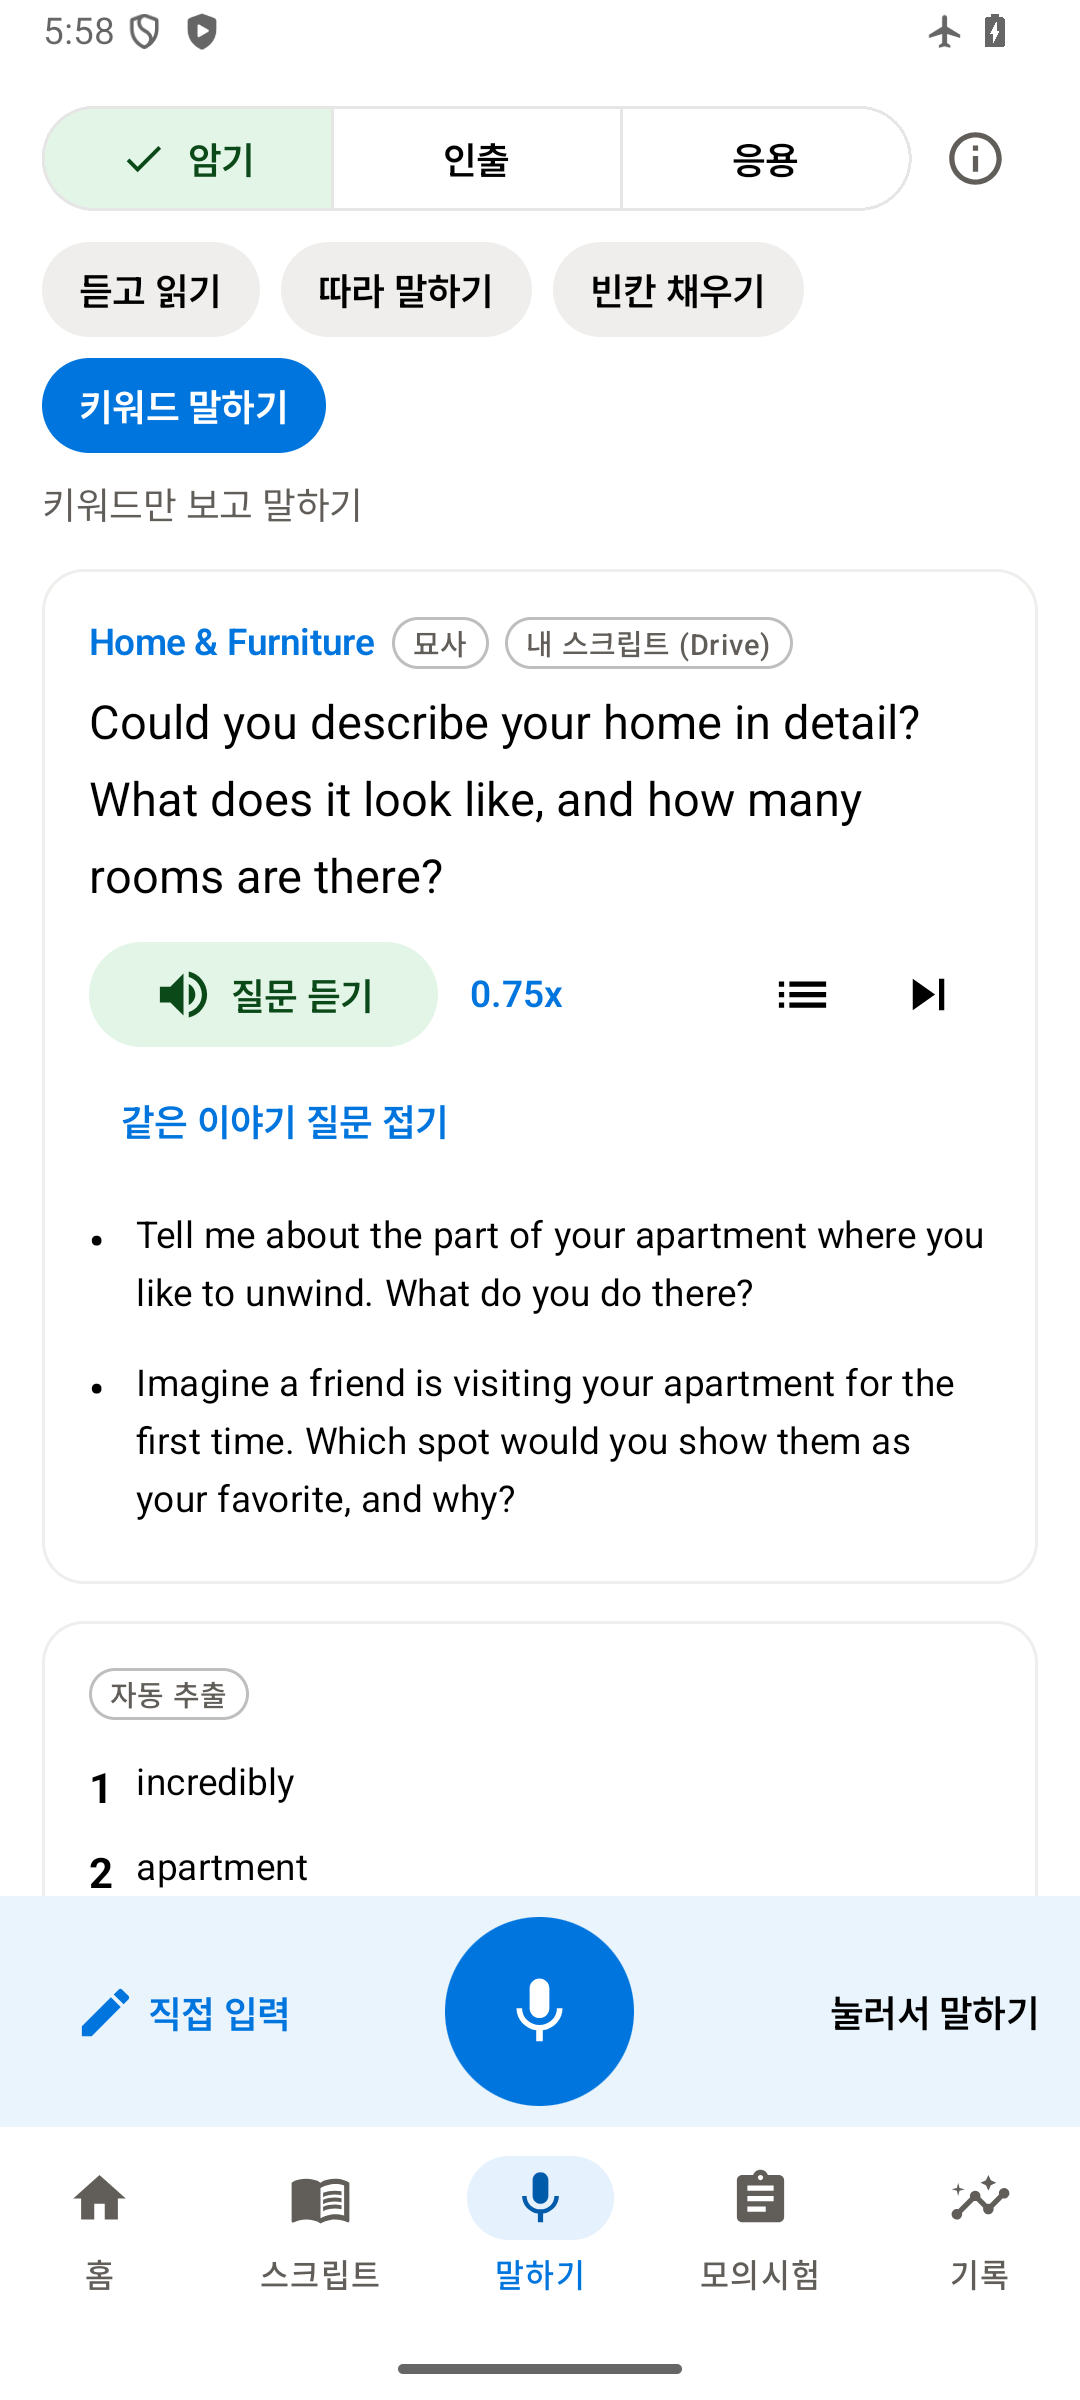 5:58
암기
인출
응용
듣고 읽기
따라 말하기
빈칸 채우기
키워드 말하기
키워드만 보고 말하기
Home & Furniture
묘사
내 스크립트 (Drive)
Could you describe your home in detail?
What does it look like, and how many
rooms are there?
질문 듣기
0.75x
같은 이야기 질문 접기
• Tell me about the part of your apartment where you
like to unwind. What do you do there?
• Imagine a friend is visiting your apartment for the
first time. Which spot would you show them as
your favorite, and why?
자동 추출
1 incredibly
2 apartment
직접 입력
눌러서 말하기
홈
스크립트
말하기
모의시험
기록